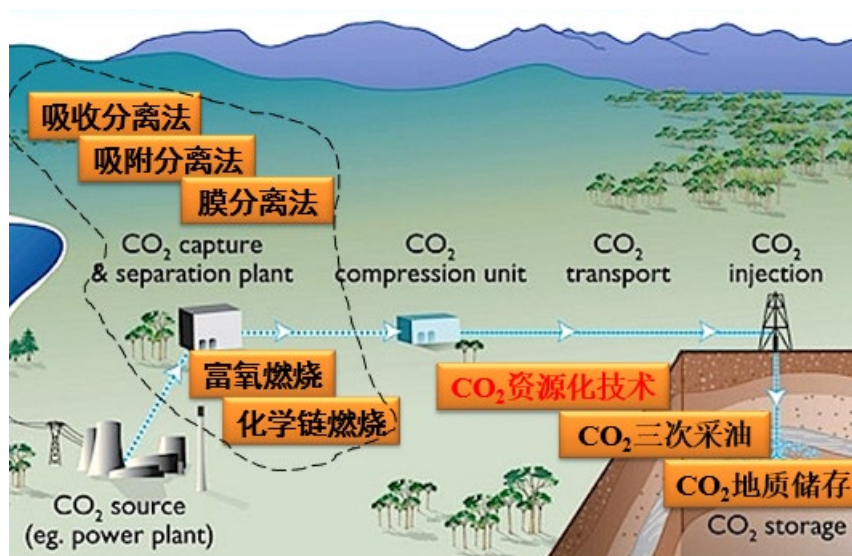 吸收分离法
吸附分离法
膜分离法
CO₂ capture
& separation plant
CO₂
compression unit
CO₂
transport
CO₂
injection
富氧燃烧
化学链燃烧
CO₂资源化技术
CO₂三次采油
CO₂地质储存
CO₂ source
(eg. power plant)
CO₂ storage